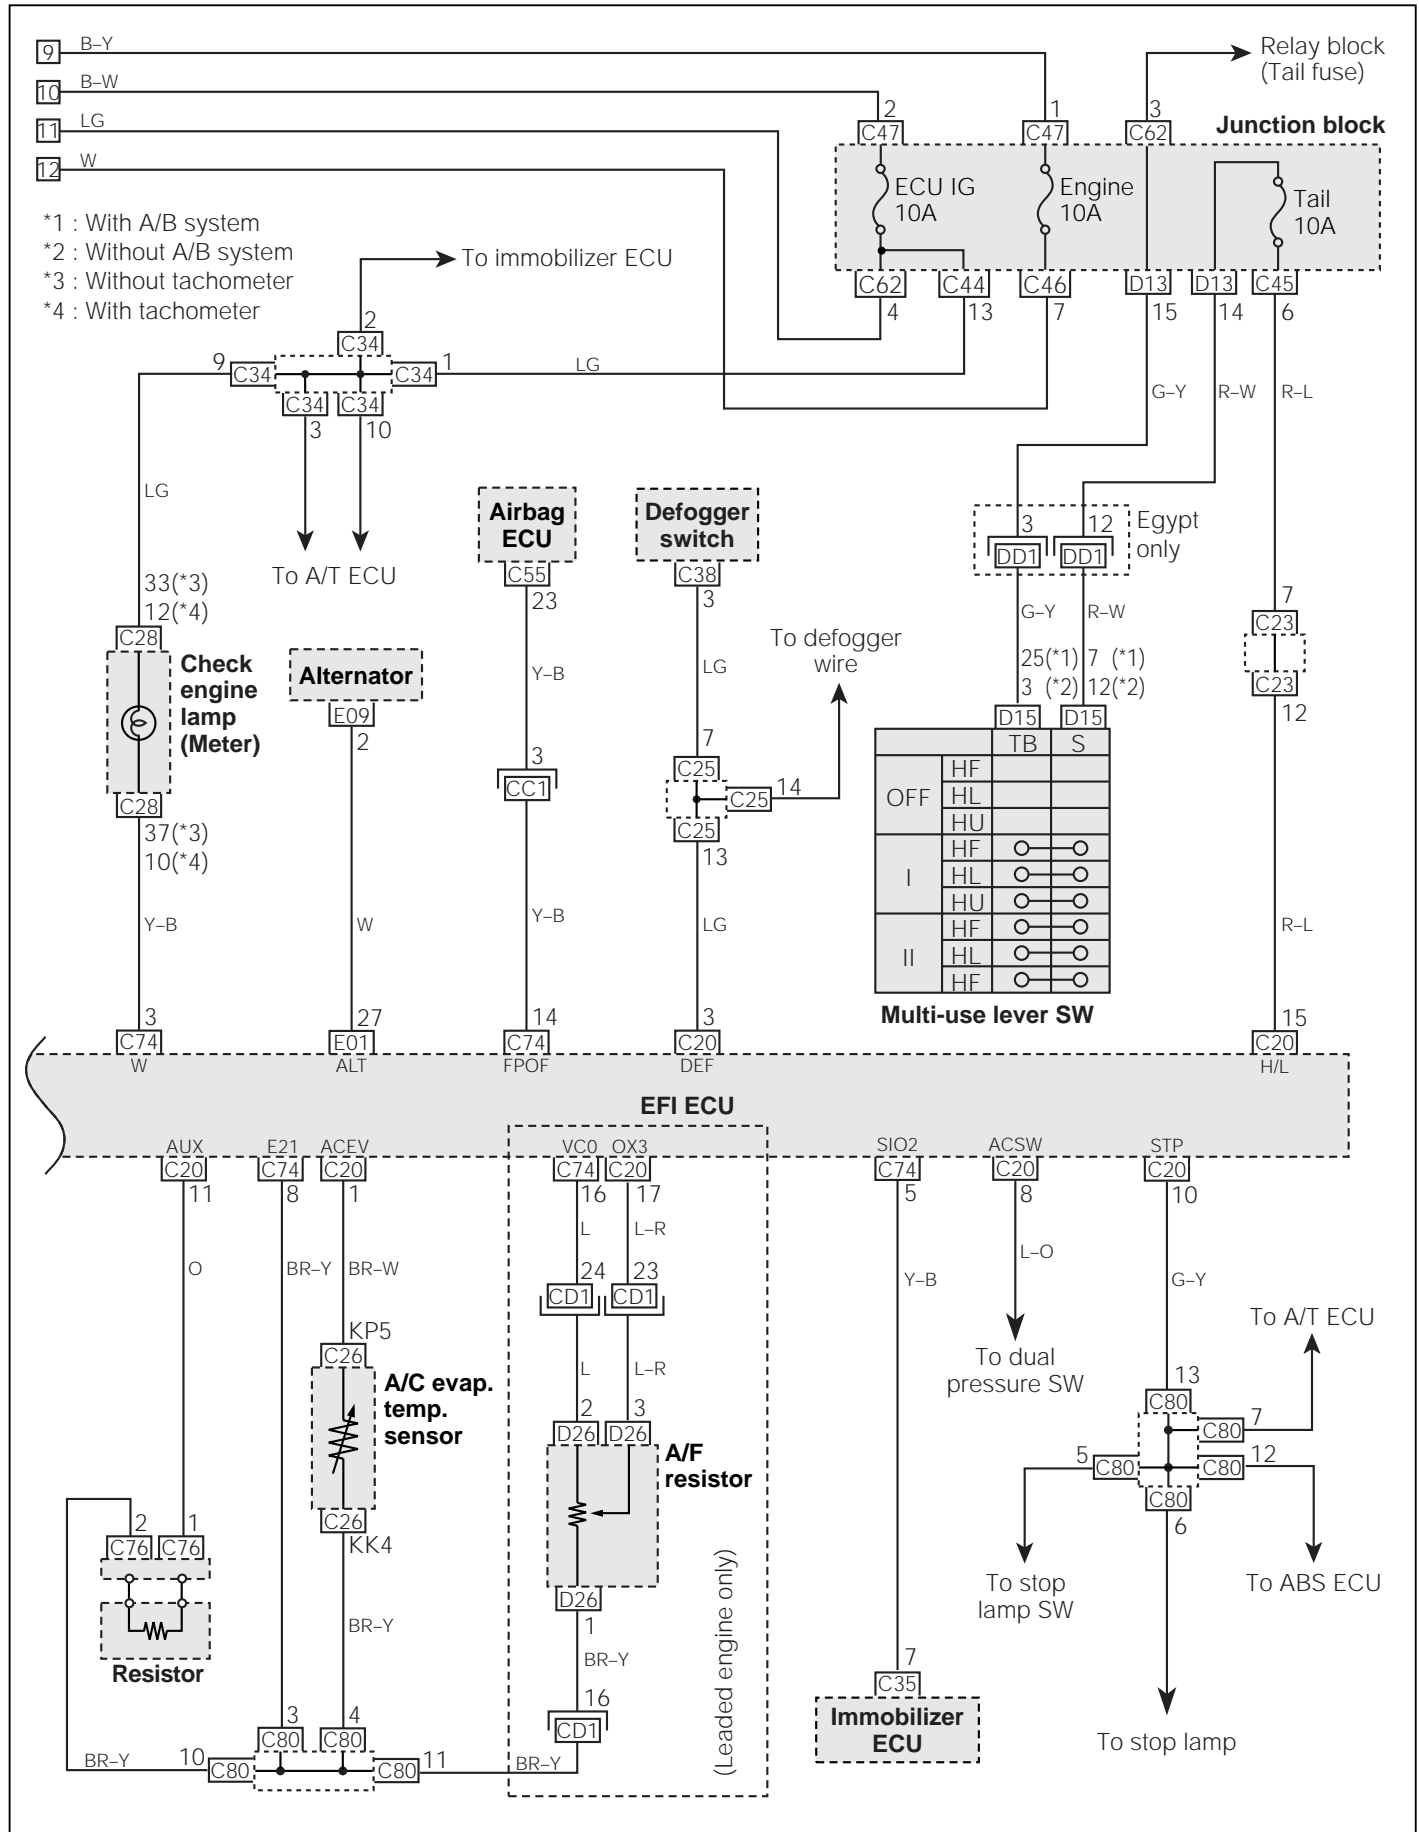 9 B–Y
10 B–W
11 LG
12 W
Relay block
(Tail fuse)
2
1
3
C47
C47
C62
Junction block
ECU IG
10A
Engine
10A
Tail
10A
*1 : With A/B system
*2 : Without A/B system
*3 : Without tachometer
*4 : With tachometer
To immobilizer ECU
C62
C44
C46
D13
D13
C45
4
13
7
15
14
6
2
C34
9
C34
C34
1
LG
C34
C34
3
10
G–Y
R–W
R–L
LG
To A/T ECU
Airbag
ECU
C55
23
Defogger
switch
C38
3
3
12
DD1
DD1
Egypt
only
33(*3)
12(*4)
C28
Check
engine
lamp
(Meter)
C28
37(*3)
10(*4)
Alternator
E09
2
Y–B
LG
To defogger
wire
G–Y
R–W
25(*1)
3 (*2)
7 (*1)
12(*2)
D15
D15
7
C23
C23
12
3
CC1
7
C25
C25
14
C25
13
TB
S
OFF
HF
HL
HU
I
HF
HL
HU
II
HF
HL
HF
Multi-use lever SW
Y–B
W
Y–B
LG
R–L
3
27
14
3
15
C74
E01
C74
C20
C20
W
ALT
FPOF
DEF
H/L
EFI ECU
AUX
E21
ACEV
VC0
OX3
SIO2
ACSW
STP
C20
C74
C20
C74
C20
C74
C20
C20
11
8
1
16
17
5
8
10
L
L–R
O
BR–Y
BR–W
Y–B
L–O
G–Y
24
23
CD1
CD1
KP5
C26
A/C evap.
temp.
sensor
C26
KK4
L
L–R
2
3
D26
D26
A/F
resistor
D26
1
To dual
pressure SW
To A/T ECU
13
C80
C80
7
5
C80
C80
12
C80
6
To stop
lamp SW
To ABS ECU
2
1
C76
C76
Resistor
BR–Y
BR–Y
16
CD1
(Leaded engine only)
7
C35
Immobilizer
ECU
To stop lamp
3
4
C80
C80
BR–Y
10
C80
C80
11
BR–Y